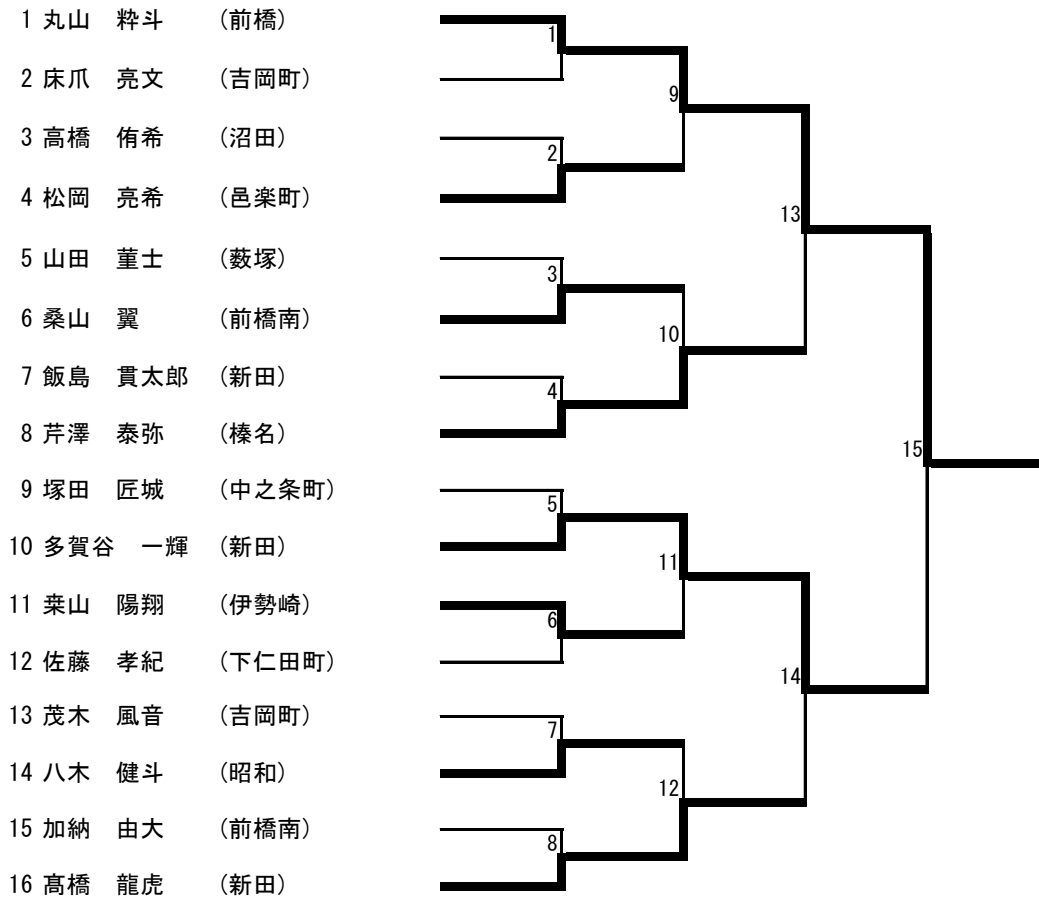 1 丸山 粋斗 (前橋)
1
2 床爪 亮文 (吉岡町)
9
3 高橋 侑希 (沼田)
2
4 松岡 亮希 (邑楽町)
13
5 山田 菫士 (薮塚)
3
6 桑山 翼 (前橋南)
10
7 飯島 貫太郎 (新田)
4
8 芹澤 泰弥 (榛名)
15
9 塚田 匠城 (中之条町)
5
10 多賀谷 一輝 (新田)
11
11 桒山 陽翔 (伊勢崎)
6
12 佐藤 孝紀 (下仁田町)
14
13 茂木 風音 (吉岡町)
7
14 八木 健斗 (昭和)
12
15 加納 由大 (前橋南)
8
16 髙橋 龍虎 (新田)